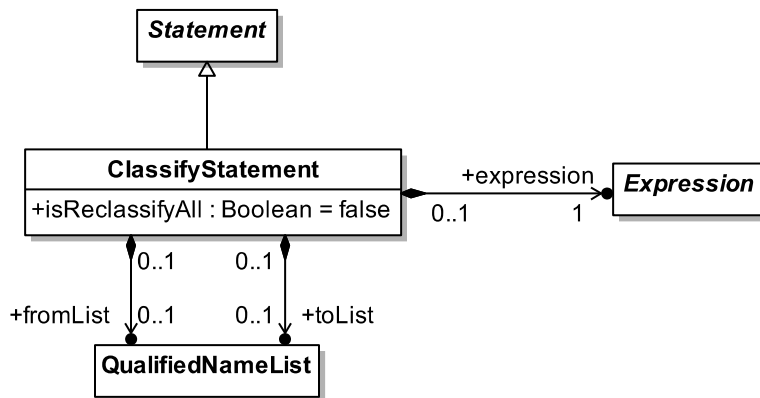 Statement
ClassifyStatement
+isReclassifyAll : Boolean = false
+expression
0..1
1
Expression
0..1
0..1
+fromList
0..1
0..1
+toList
QualifiedNameList